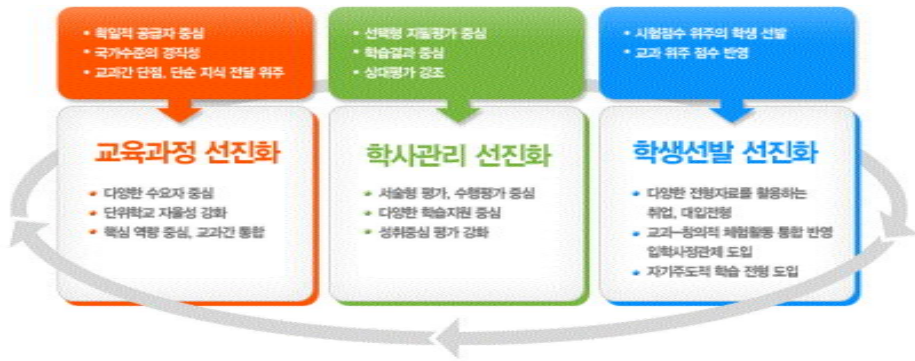 • 획일적 공급자 중심
• 국가수준의 경직성
• 교과간 단절, 단순 지식 전달 위주
교육과정 선진화
• 다양한 수요자 중심
• 단위학교 자율성 강화
• 핵심 역량 중심, 교과간 통합
• 선택형 지필평가 중심
• 학습결과 중심
• 상대평가 강조
학사관리 선진화
• 서술형 평가, 수행평가 중심
• 다양한 학습지원 중심
• 성취중심 평가 강화
• 시험점수 위주의 학생 선발
• 교과 위주 점수 반영
학생선발 선진화
• 다양한 전형자료를 활용하는
취업, 대입전형
• 교과-창의적 체험활동 통합 반영
입학사정관제 도입
• 자기주도적 학습 전형 도입